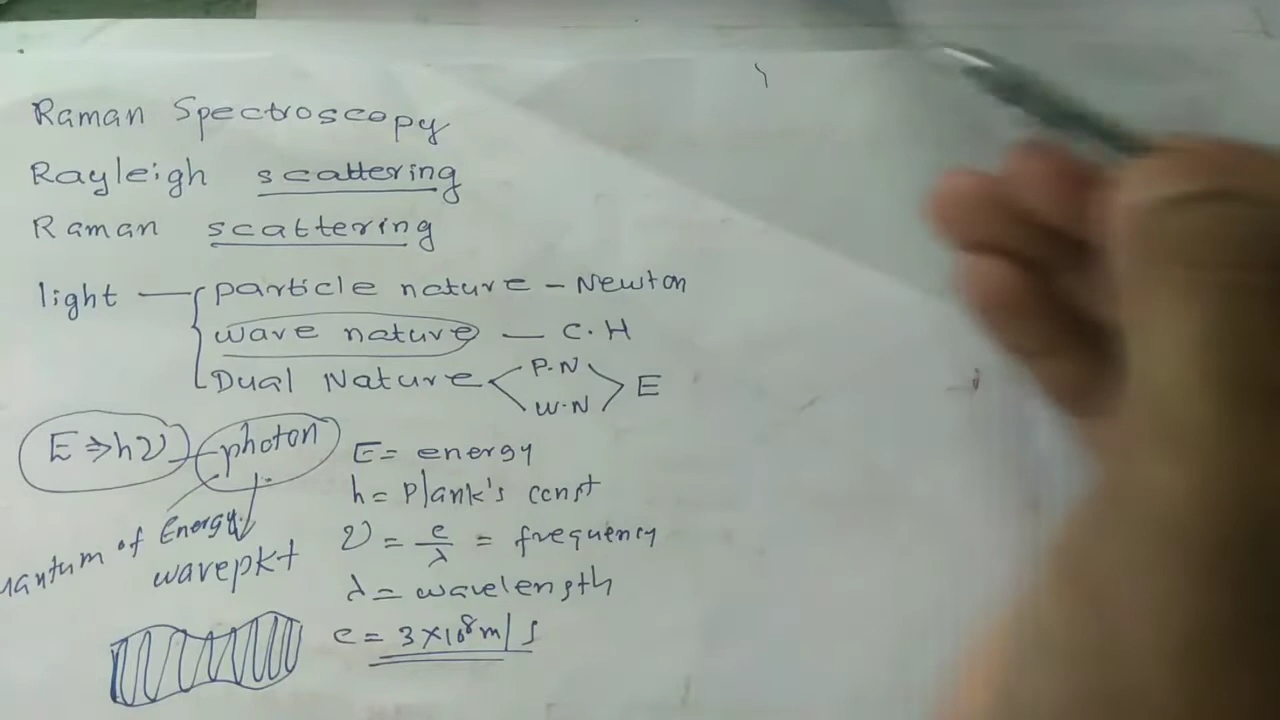 Raman Spectroscopy
Rayleigh scattering
Raman scattering
light — particle nature - Newton
wave nature — C.H
Dual Nature P.N W.N E
E ⇒ hν photon
E = energy
h = Plank's const
Quantum of Energy
wavepkt
ν = c/λ = frequency
λ = wavelength
c = 3×10⁸ m/s